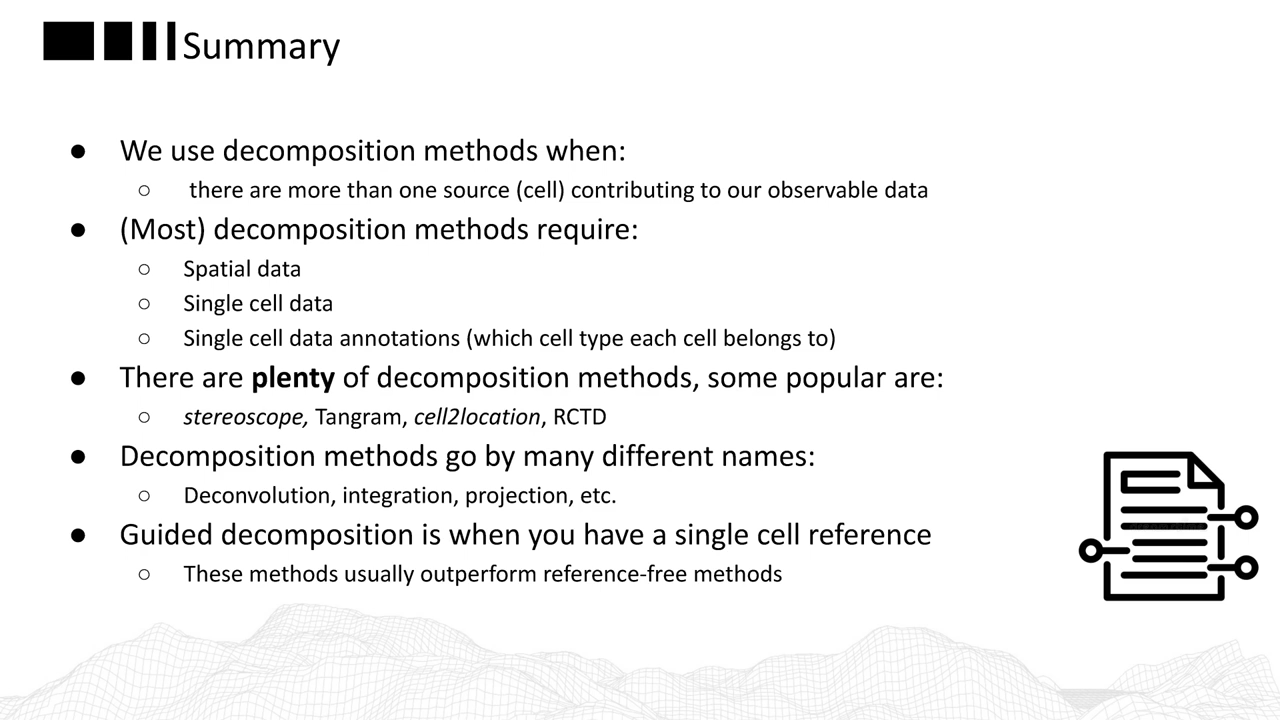 Summary
● We use decomposition methods when:
○ there are more than one source (cell) contributing to our observable data
● (Most) decomposition methods require:
○ Spatial data
○ Single cell data
○ Single cell data annotations (which cell type each cell belongs to)
● There are plenty of decomposition methods, some popular are:
○ stereoscope, Tangram, cell2location, RCTD
● Decomposition methods go by many different names:
○ Deconvolution, integration, projection, etc.
● Guided decomposition is when you have a single cell reference
○ These methods usually outperform reference-free methods